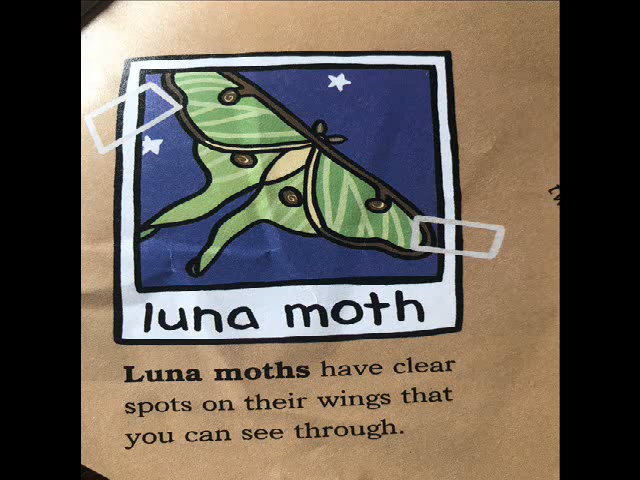 luna moth
Luna moths have clear
spots on their wings that
you can see through.